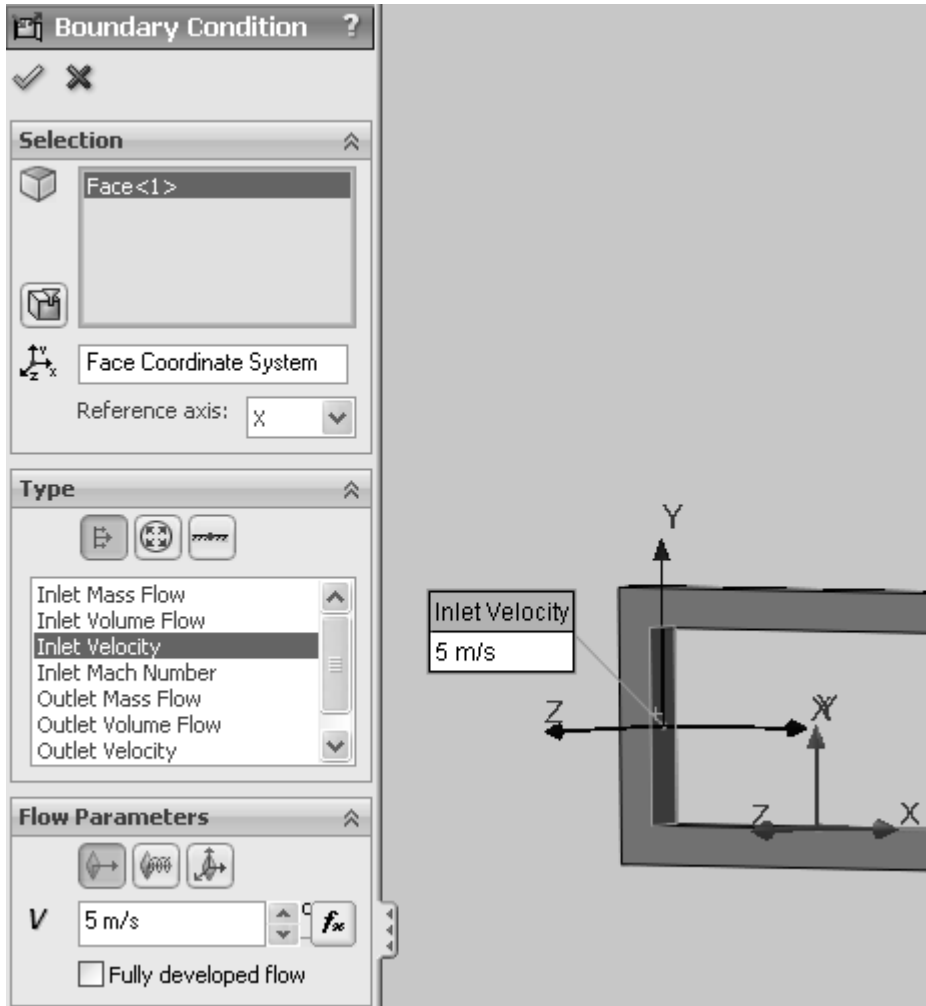 Boundary Condition ?
Selection
Face<1>
Y
X
Z
Face Coordinate System
Reference axis: X
Type
Inlet Mass Flow
Inlet Volume Flow
Inlet Velocity
Inlet Mach Number
Outlet Mass Flow
Outlet Volume Flow
Outlet Velocity
Flow Parameters
V 5 m/s fx
Fully developed flow
Y
Inlet Velocity
5 m/s
Z
X
Y
Z
X